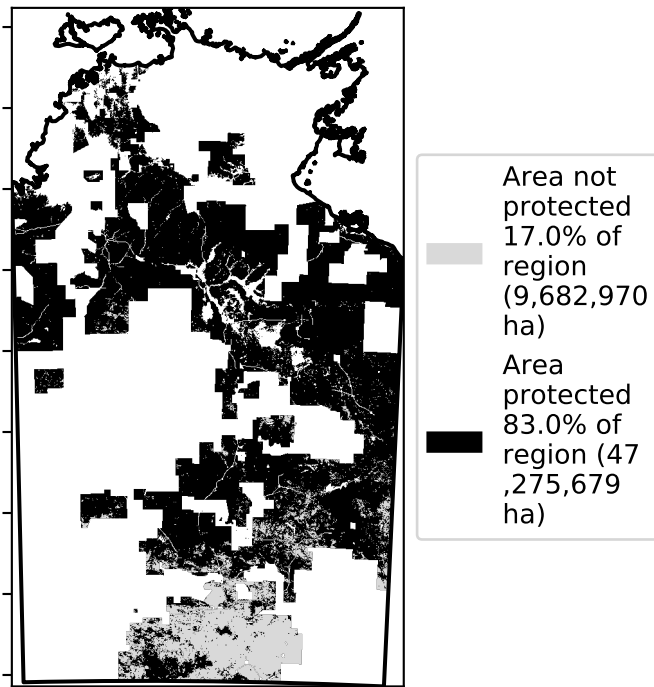 Area not
protected
17.0% of
region
(9,682,970
ha)
Area
protected
83.0% of
region (47
,275,679
ha)